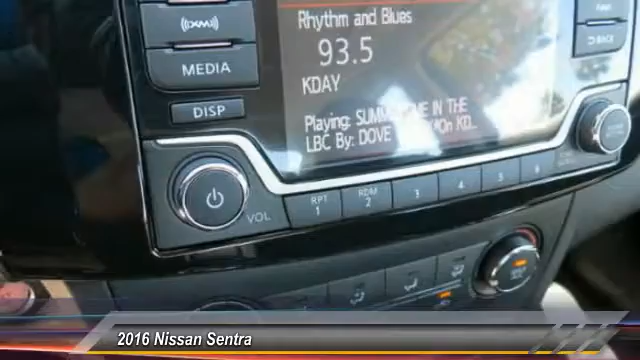 Rhythm and Blues
((XM))
93.5
BACK
MEDIA
KDAY
DISP
Playing: IN THE
LBC By: DOVE
VOL
RPT 1
RDM 2
3
4
5
6
2016 Nissan Sentra